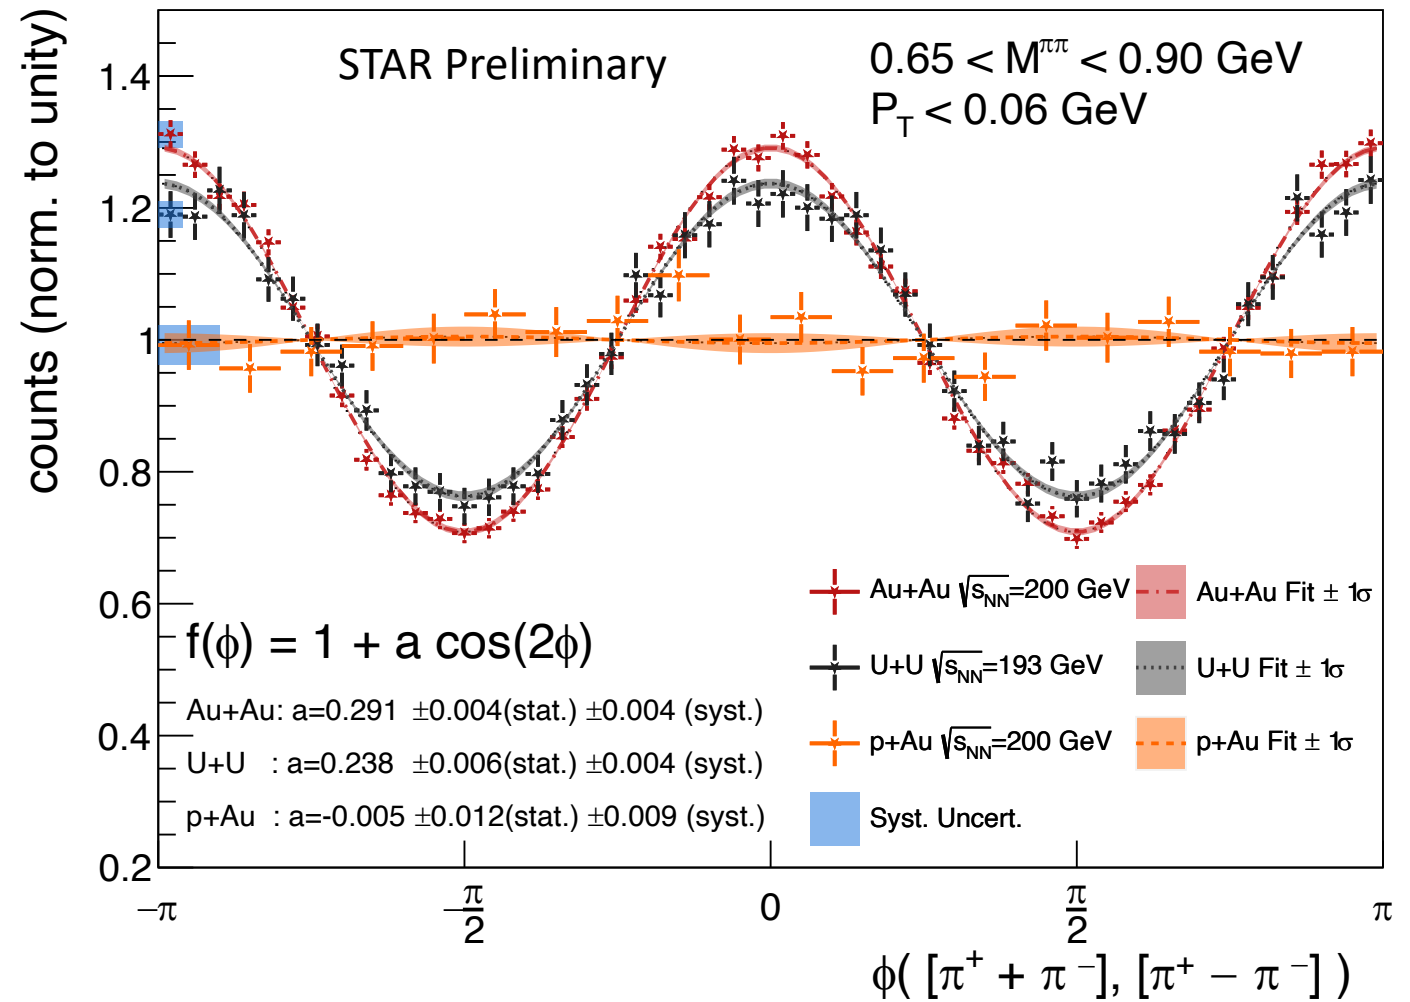 counts (norm. to unity)
STAR Preliminary
0.65 < M^ππ < 0.90 GeV
P_T < 0.06 GeV
1.4
1.2
1
0.8
0.6
0.4
0.2
f(ϕ) = 1 + a cos(2ϕ)
Au+Au: a=0.291 ±0.004(stat.) ±0.004 (syst.)
U+U : a=0.238 ±0.006(stat.) ±0.004 (syst.)
p+Au : a=-0.005 ±0.012(stat.) ±0.009 (syst.)
Au+Au √s_NN=200 GeV Au+Au Fit ± 1σ
U+U √s_NN=193 GeV U+U Fit ± 1σ
p+Au √s_NN=200 GeV p+Au Fit ± 1σ
Syst. Uncert.
−π −π/2 0 π/2 π
ϕ( [π⁺ + π⁻], [π⁺ − π⁻] )